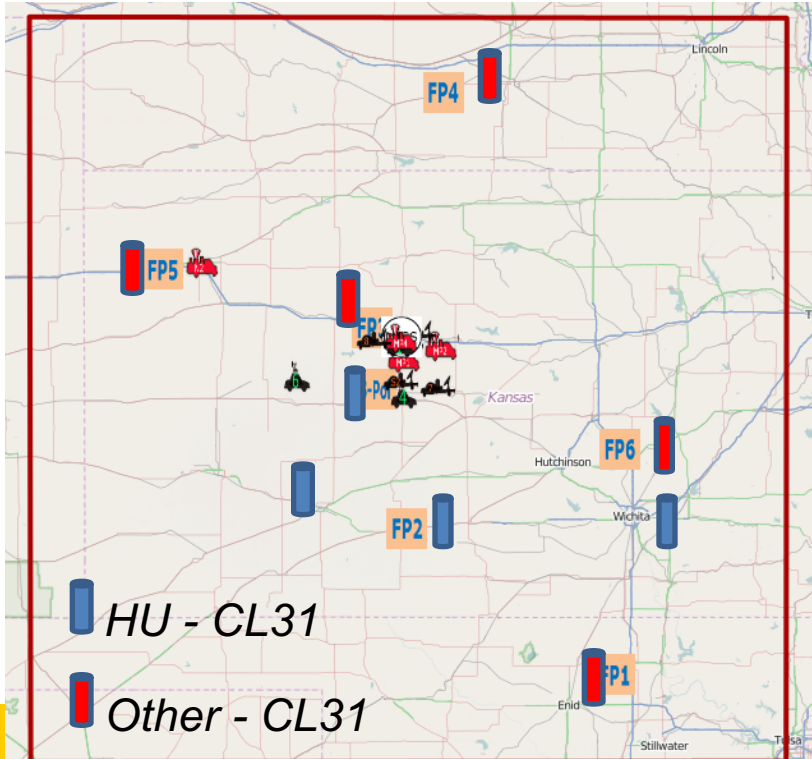 Lincoln
FP4
FP5
Kansas
FP6
Hutchinson
FP2
Wichita
HU - CL31
FP1
Enid
Other - CL31
Stillwater
Tulsa